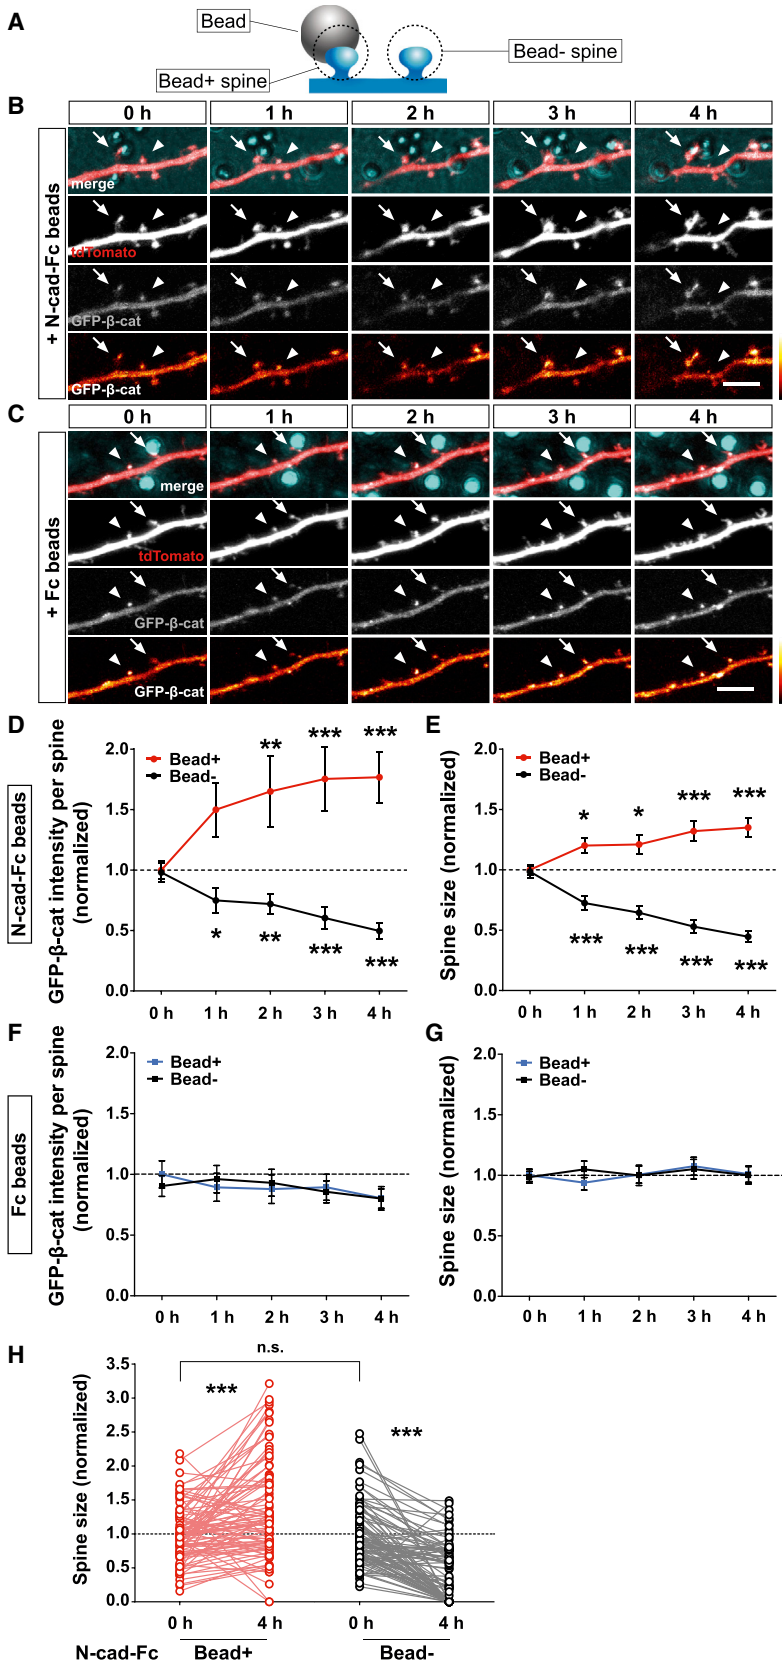 A
Bead
Bead- spine
Bead+ spine
B
0 h 1 h 2 h 3 h 4 h
+ N-cad-Fc beads
merge
tdTomato
GFP-β-cat
GFP-β-cat
C
0 h 1 h 2 h 3 h 4 h
+ Fc beads
merge
tdTomato
GFP-β-cat
GFP-β-cat
D
N-cad-Fc beads
GFP-β-cat intensity per spine
(normalized)
2.0
1.5
1.0
0.5
0.0
Bead+
Bead-
** *** ***
* ** *** ***
0 h 1 h 2 h 3 h 4 h
E
Spine size (normalized)
2.0
1.5
1.0
0.5
0.0
Bead+
Bead-
* * *** ***
*** *** *** ***
0 h 1 h 2 h 3 h 4 h
F
Fc beads
GFP-β-cat intensity per spine
(normalized)
2.0
1.5
1.0
0.5
0.0
Bead+
Bead-
0 h 1 h 2 h 3 h 4 h
G
Spine size (normalized)
2.0
1.5
1.0
0.5
0.0
Bead+
Bead-
0 h 1 h 2 h 3 h 4 h
H
Spine size (normalized)
3.5
3.0
2.5
2.0
1.5
1.0
0.5
0.0
n.s.
*** ***
0 h 4 h 0 h 4 h
N-cad-Fc Bead+ Bead-